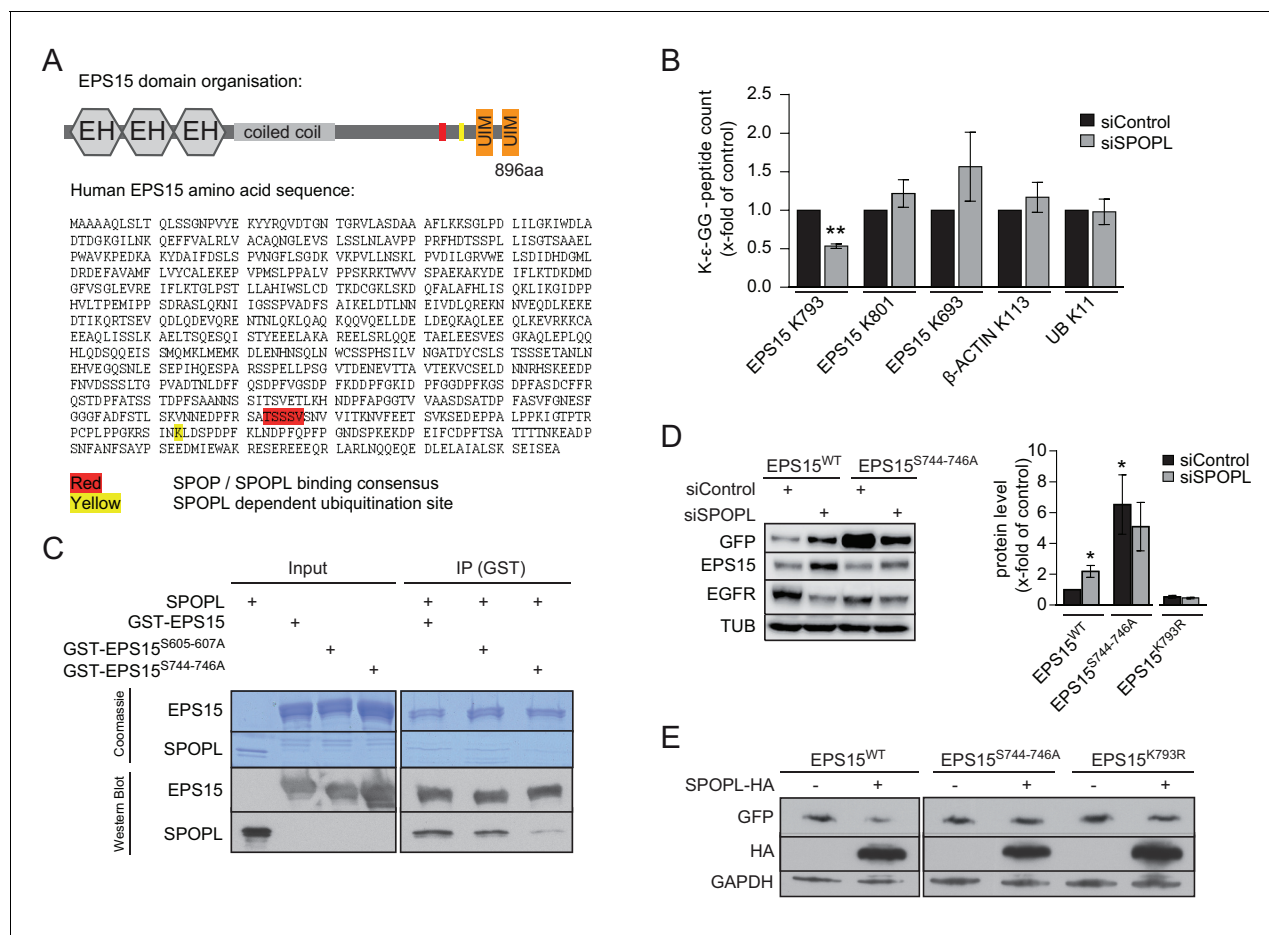 A
EPS15 domain organisation:
EH EH EH coiled coil UIM UIM
896aa
Human EPS15 amino acid sequence:
MAAAAQLSLT QLSSGNPVYE KYYRQVDTGN TGRVLASDAA AFLKKSGLPD LILGKIWDLA
DTDGKGILNK QEFFVALRLV ACAQNGLEVS LSSLNLAVPP PRFHDTSSPL LISGTSAAEL
PWAVKPEDKA KYDAIFDSLS PVNGFLSGDK VKPVLLNSKL PVDILGRVWE LSDIDHDGML
DRDEFAVAMF LVYCALEKEP VPMSLPPALV PPSKRKTWVV SPAEKAKYDE IFLKTDKDMD
GFVSGLEVRE IFLKTGLPST LLAHIWSLCD TKDCGKLSKD QFALAFHLIS QKLIKGIDPP
HVLTPEMIPP SDRASLQKNI IGSSPVADFS AIKELDTLNN EIVDLQREKN NVEQDLKEKE
DTIKQRTSEV QDLQDEVQRE NTNLQKLQAQ KQQVQELLDE LDEQKAQLEE QLKEVRKKCA
EEAQLISSLK AELTSQESQI STYEEELAKA REELSRLQQE TAELEESVES GKAQLEPLQQ
HLQDSQQEIS SMQMKLMEMK DLENHNSQLN WCSSPHSILV NGATDYCSLS TSSSETANLN
EHVEGQSNLE SEPIHQESPA RSSPELLPSG VTDENEVTTA VTEKVCSELD NNRHSKEEDP
FNVDSSSLTG PVADTNLDFF QSDPFVGSDP FKDDPFGKID PFGGDPFKGS DPFASDCFFR
QSTDPFATSS TDPFSAANNS SITSVETLKH NDPFAPGGTV VAASDSATDP FASVFGNESF
GGGFADFSTL SKVNNEDPFR SATSSSVSNV VITKNVFEET SVKSEDEPPA LPPKIGTPTR
PCPLPPGKRS INKLDSPDPF KLNDPFQPFP GNDSPKEKDP EIFCDPFTSA TTTTNKEADP
SNFANFSAYP SEEDMIEWAK RESEREEEQR LARLNQQEQE DLELAIALSK SEISEA
Red SPOP / SPOPL binding consensus
Yellow SPOPL dependent ubiquitination site
B
K-ε-GG -peptide count
(x-fold of control)
2.5
2.0
1.5
1.0
0.5
0.0
siControl
siSPOPL
**
EPS15 K793
EPS15 K801
EPS15 K693
β-ACTIN K113
UB K11
C
Input IP (GST)
SPOPL + + + +
GST-EPS15 + +
GST-EPS15S605-607A + +
GST-EPS15S744-746A + +
Coomassie
EPS15
SPOPL
Western Blot
EPS15
SPOPL
D
EPS15WT EPS15S744-746A
siControl + +
siSPOPL + +
GFP
EPS15
EGFR
TUB
protein level
(x-fold of control)
10
8
6
4
2
0
siControl
siSPOPL
*
*
EPS15WT
EPS15S744-746A
EPS15K793R
E
EPS15WT EPS15S744-746A EPS15K793R
SPOPL-HA - + - + - +
GFP
HA
GAPDH